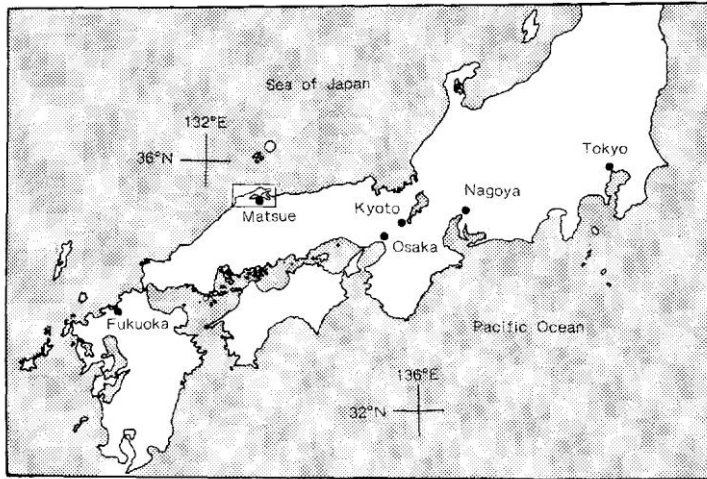 Sea of Japan
132°E
36°N
Tokyo
Matsue
Kyoto
Nagoya
Osaka
Fukuoka
Pacific Ocean
136°E
32°N